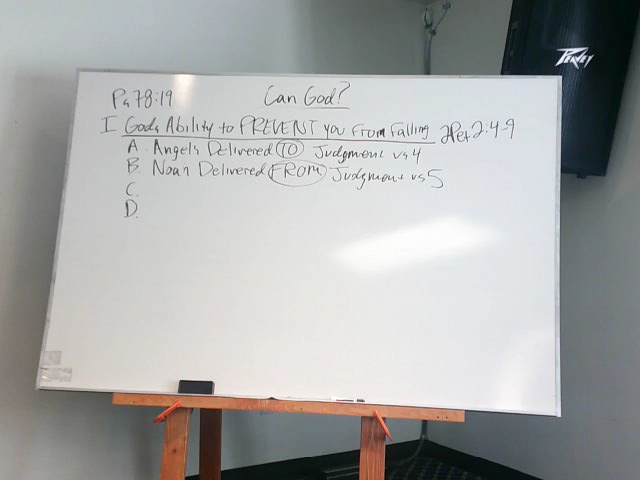 Ps 78:19 Can God?
I Gods Ability to PREVENT you From Falling 2Pet 2:4-9
A. Angels Delivered TO Judgment vs 4
B. Noah Delivered FROM Judgment vs 5
C.
D.
PEAVEY